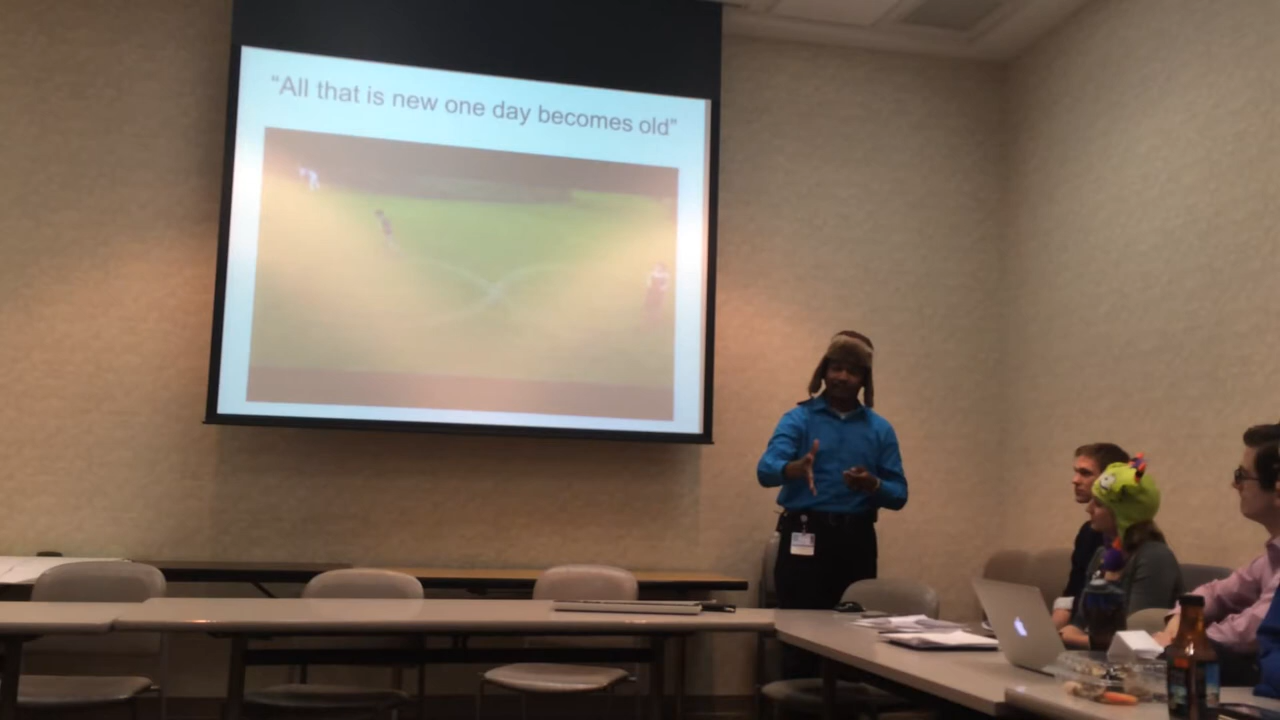 “All that is new one day becomes old”